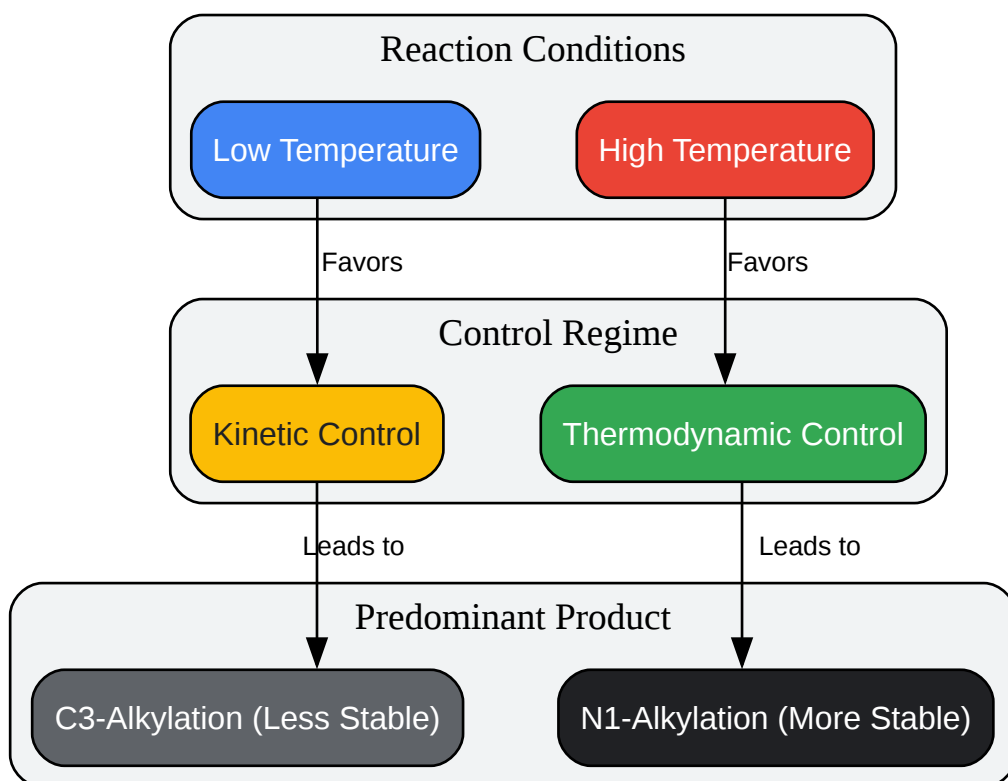 Reaction Conditions
Low Temperature
High Temperature
Favors
Favors
Control Regime
Kinetic Control
Thermodynamic Control
Leads to
Leads to
Predominant Product
C3-Alkylation (Less Stable)
N1-Alkylation (More Stable)